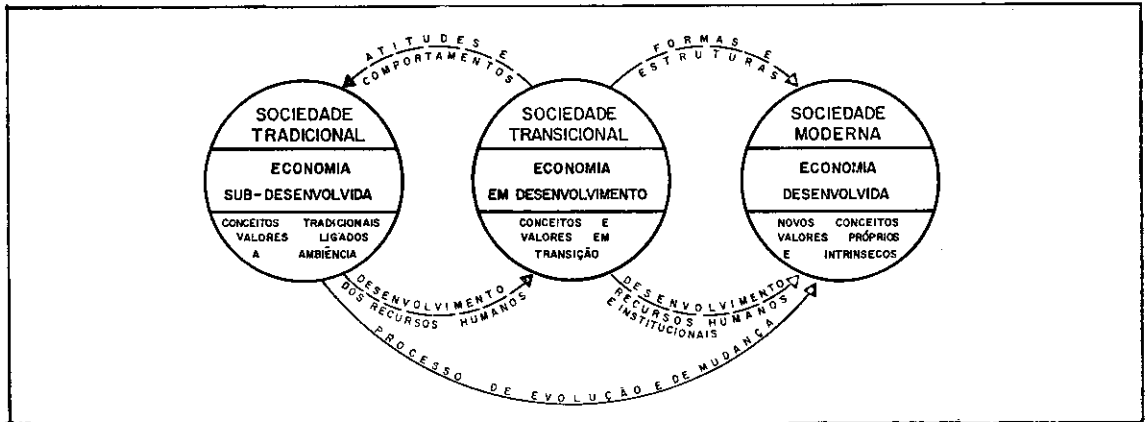 ATITUDES E
COMPORTAMENTOS
FORMAS E
ESTRUTURAS
SOCIEDADE
TRADICIONAL
ECONOMIA
SUB-DESENVOLVIDA
CONCEITOS TRADICIONAIS
VALORES LIGADOS
A AMBIÊNCIA
SOCIEDADE
TRANSICIONAL
ECONOMIA
EM DESENVOLVIMENTO
CONCEITOS E
VALORES EM
TRANSIÇÃO
SOCIEDADE
MODERNA
ECONOMIA
DESENVOLVIDA
NOVOS CONCEITOS
VALORES PRÓPRIOS
E INTRINSECOS
DESENVOLVIMENTO
DOS RECURSOS HUMANOS
DESENVOLVIMENTO
RECURSOS HUMANOS
E INSTITUCIONAIS
PROCESSO DE EVOLUÇÃO E DE MUDANÇA